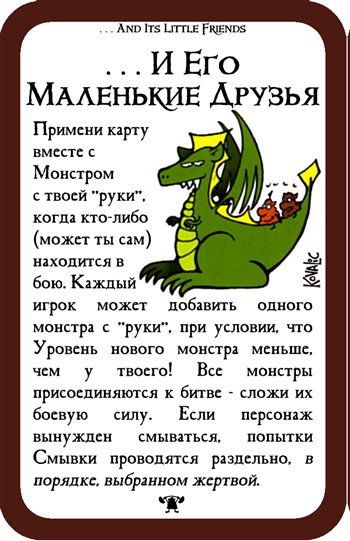 . . . And Its Little Friends
. . . И Его
Маленькие Друзья
Примени карту
вместе с
Монстром
с твоей "руки",
когда кто-либо
(может ты сам)
находится в
бою. Каждый
игрок может добавить одного
монстра с "руки", при условии, что
Уровень нового монстра меньше,
чем у твоего! Все монстры
присоединяются к битве - сложи их
боевую силу. Если персонаж
вынужден смываться, попытки
Смывки проводятся раздельно, в
порядке, выбранном жертвой.
Kovalic